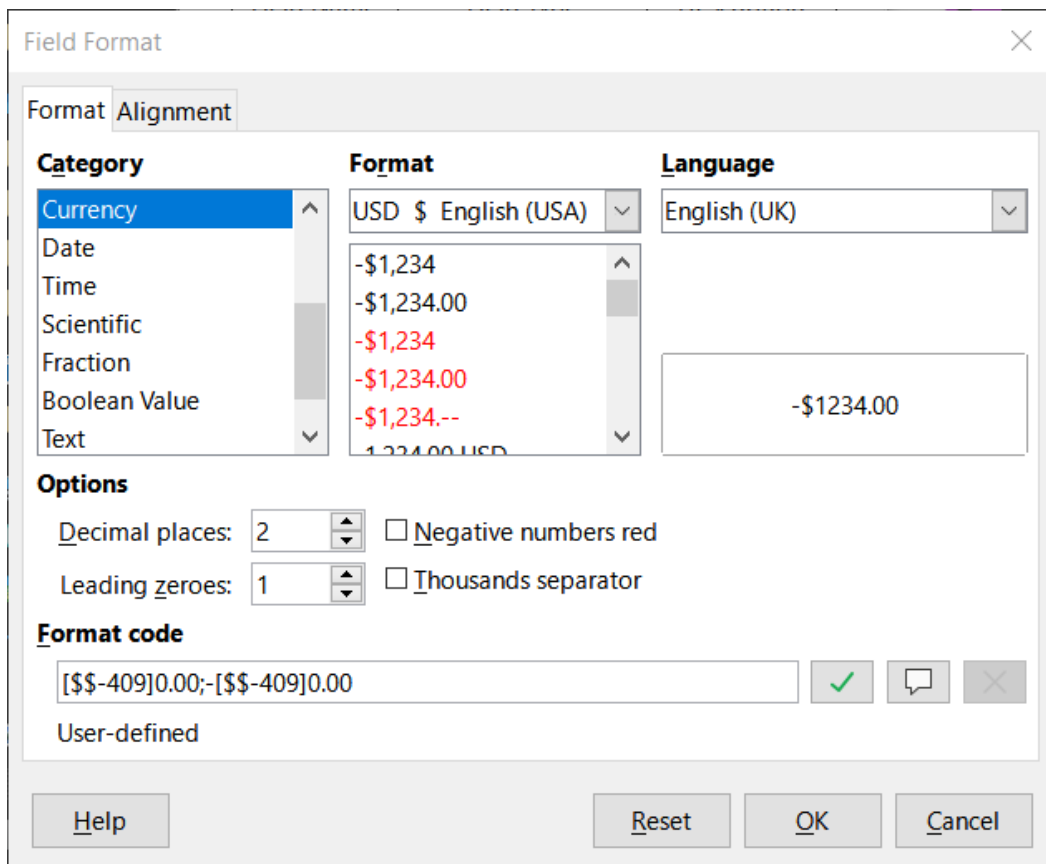 Field Format
Format Alignment
Category Format Language
Currency USD $ English (USA) English (UK)
Date -$1,234
Time -$1,234.00
Scientific -$1,234
Fraction -$1,234.00
Boolean Value -$1,234.--
Text
-$1234.00
Options
Decimal places: 2 Negative numbers red
Leading zeroes: 1 Thousands separator
Format code
[$$-409]0.00;-[$$-409]0.00
User-defined
Help Reset OK Cancel